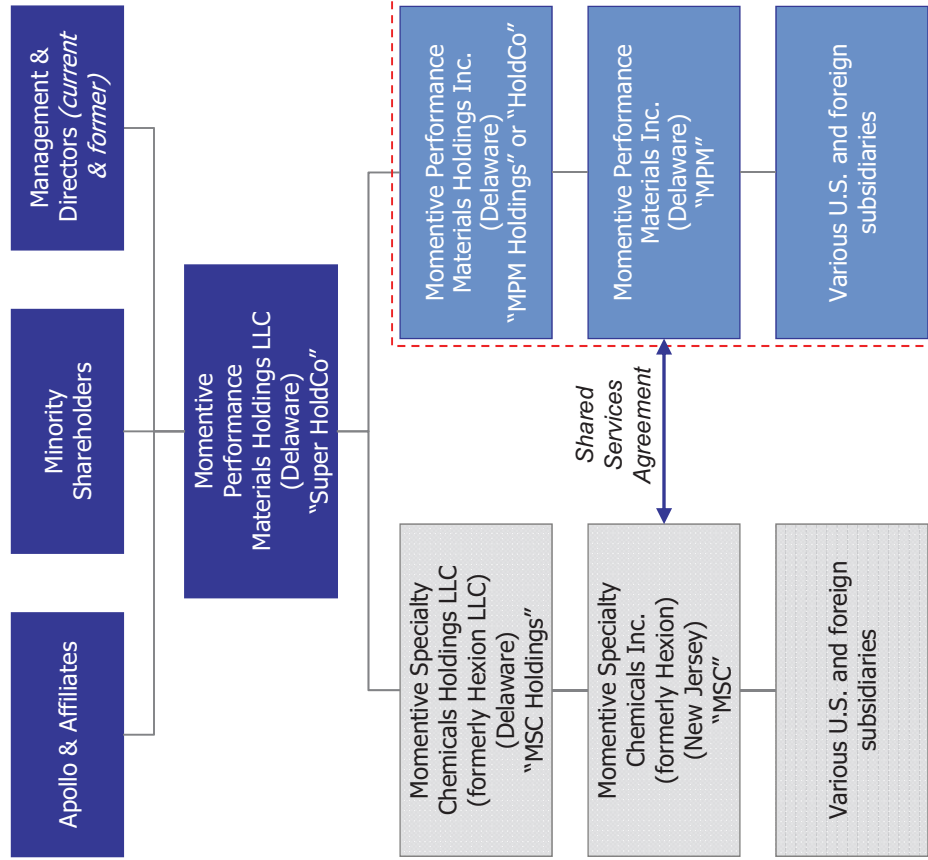 Apollo & Affiliates
Minority
Shareholders
Management &
Directors (current
& former)
Momentive
Performance
Materials Holdings LLC
(Delaware)
“Super HoldCo”
Momentive Specialty
Chemicals Holdings LLC
(formerly Hexion LLC)
(Delaware)
“MSC Holdings”
Momentive Performance
Materials Holdings Inc.
(Delaware)
“MPM Holdings” or “HoldCo”
Momentive Specialty
Chemicals Inc.
(formerly Hexion)
(New Jersey)
“MSC”
Shared
Services
Agreement
Momentive Performance
Materials Inc.
(Delaware)
“MPM”
Various U.S. and foreign
subsidiaries
Various U.S. and foreign
subsidiaries